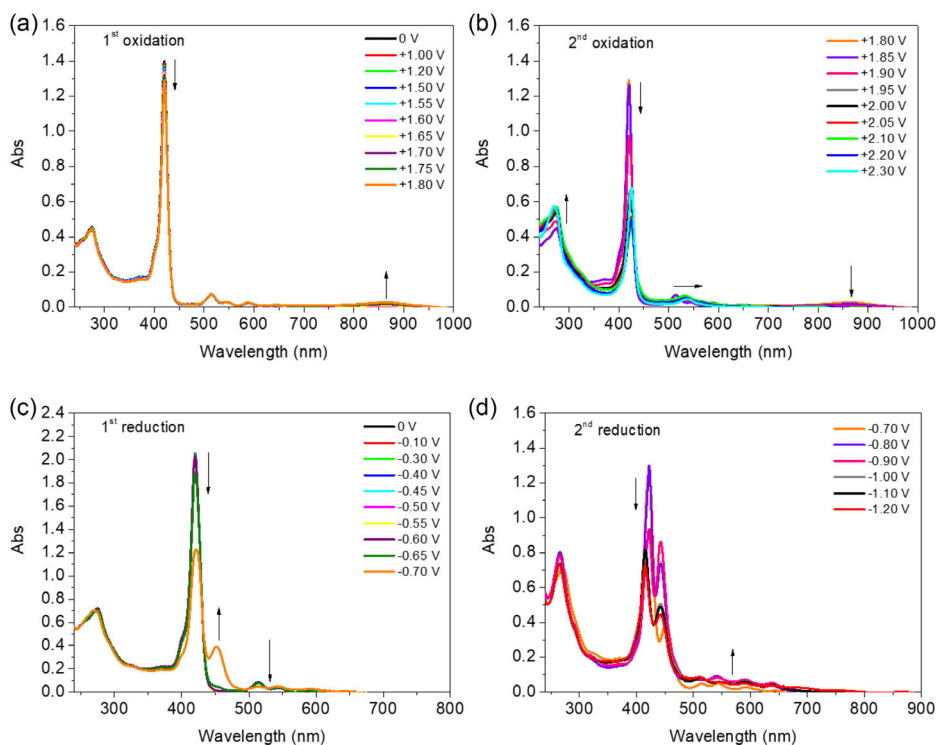 (a)
1st oxidation
0 V
+1.00 V
+1.20 V
+1.50 V
+1.55 V
+1.60 V
+1.65 V
+1.70 V
+1.75 V
+1.80 V
Abs
1.6
1.4
1.2
1.0
0.8
0.6
0.4
0.2
0.0
300 400 500 600 700 800 900 1000
Wavelength (nm)
(b)
2nd oxidation
+1.80 V
+1.85 V
+1.90 V
+1.95 V
+2.00 V
+2.05 V
+2.10 V
+2.20 V
+2.30 V
Abs
1.6
1.4
1.2
1.0
0.8
0.6
0.4
0.2
0.0
300 400 500 600 700 800 900 1000
Wavelength (nm)
(c)
1st reduction
0 V
-0.10 V
-0.30 V
-0.40 V
-0.45 V
-0.50 V
-0.55 V
-0.60 V
-0.65 V
-0.70 V
Abs
2.4
2.2
2.0
1.8
1.6
1.4
1.2
1.0
0.8
0.6
0.4
0.2
0.0
300 400 500 600 700 800
Wavelength (nm)
(d)
2nd reduction
-0.70 V
-0.80 V
-0.90 V
-1.00 V
-1.10 V
-1.20 V
Abs
1.6
1.4
1.2
1.0
0.8
0.6
0.4
0.2
0.0
300 400 500 600 700 800 900
Wavelength (nm)